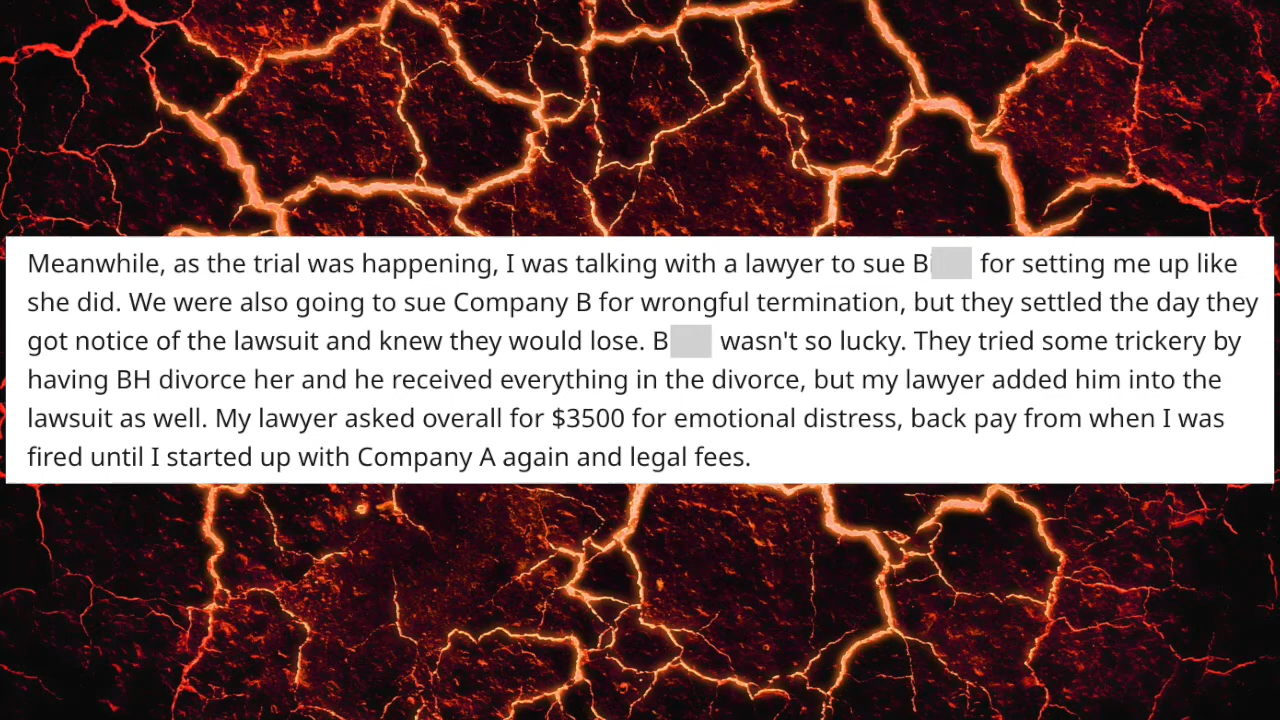 Meanwhile, as the trial was happening, I was talking with a lawyer to sue for setting me up like
she did. We were also going to sue Company B for wrongful termination, but they settled the day they
got notice of the lawsuit and knew they would lose. wasn't so lucky. They tried some trickery by
having BH divorce her and he received everything in the divorce, but my lawyer added him into the
lawsuit as well. My lawyer asked overall for $3500 for emotional distress, back pay from when I was
fired until I started up with Company A again and legal fees.